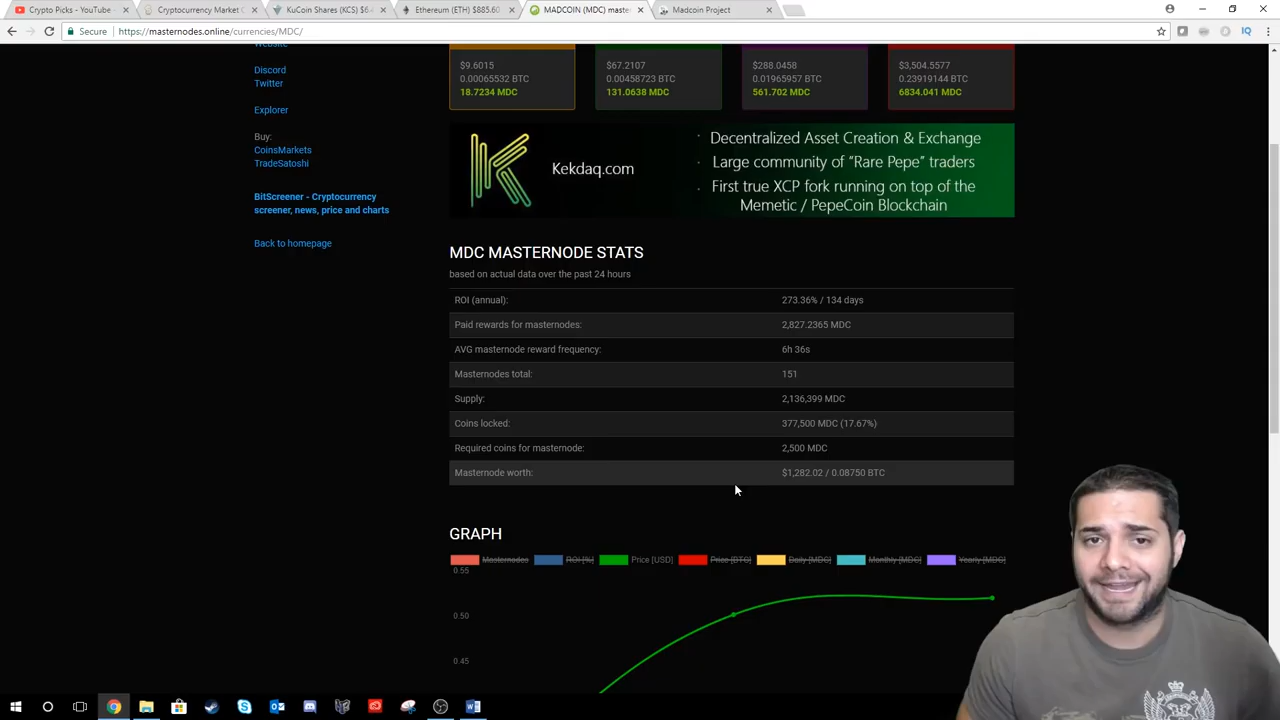 Crypto Picks - YouTube
Cryptocurrency Market C
KuCoin Shares (KCS) $6.
Ethereum (ETH) $885.60
MADCOIN (MDC) maste
Madcoin Project
Secure
https://masternodes.online/currencies/MDC/
Website
Discord
Twitter
Explorer
Buy:
CoinsMarkets
TradeSatoshi
BitScreener - Cryptocurrency
screener, news, price and charts
Back to homepage
$9.6015
0.00065532 BTC
18.7234 MDC
$67.2107
0.00458723 BTC
131.0638 MDC
$288.0458
0.01965957 BTC
561.702 MDC
$3,504.5577
0.23919144 BTC
6834.041 MDC
Kekdaq.com
· Decentralized Asset Creation & Exchange
· Large community of “Rare Pepe” traders
· First true XCP fork running on top of the
Memetic / PepeCoin Blockchain
MDC MASTERNODE STATS
based on actual data over the past 24 hours
ROI (annual): 273.36% / 134 days
Paid rewards for masternodes: 2,827.2365 MDC
AVG masternode reward frequency: 6h 36s
Masternodes total: 151
Supply: 2,136,399 MDC
Coins locked: 377,500 MDC (17.67%)
Required coins for masternode: 2,500 MDC
Masternode worth: $1,282.02 / 0.08750 BTC
GRAPH
Masternodes ROI [%] Price [USD] Price [BTC] Daily [MDC] Monthly [MDC] Yearly [MDC]
0.55
0.50
0.45